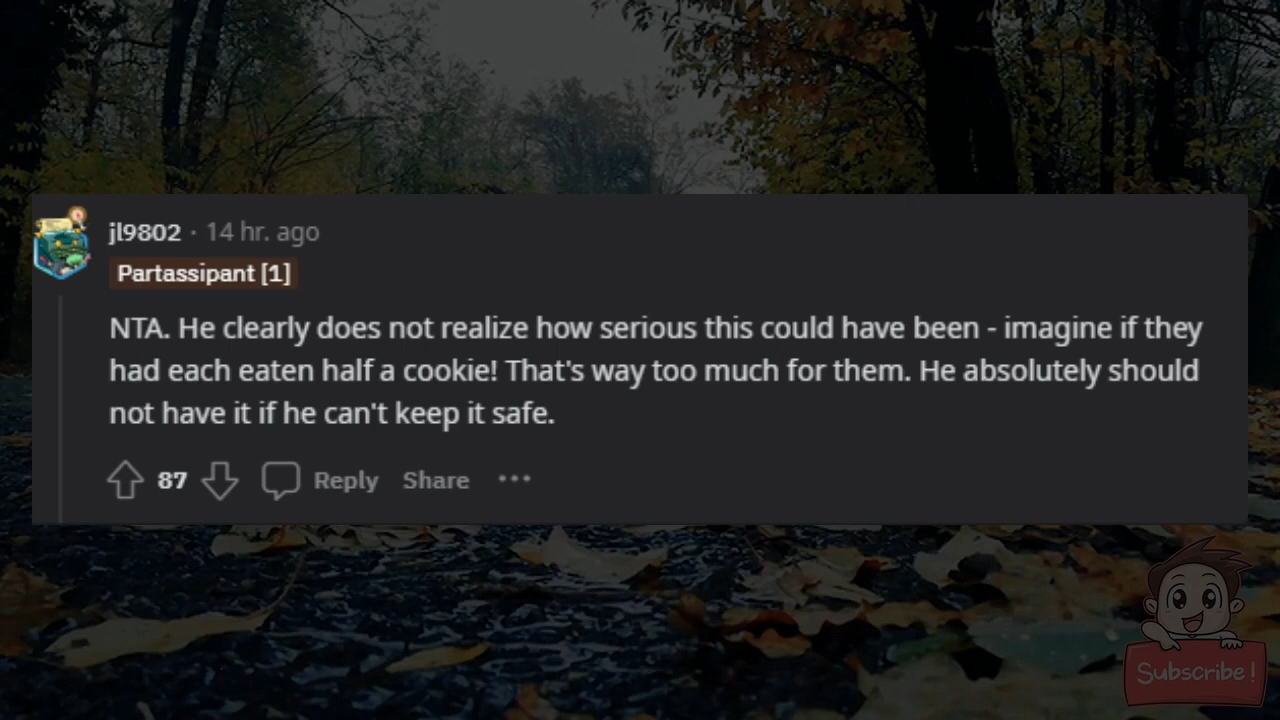 jl9802 · 14 hr. ago
Partassipant [1]
NTA. He clearly does not realize how serious this could have been - imagine if they
had each eaten half a cookie! That's way too much for them. He absolutely should
not have it if he can't keep it safe.
87 Reply Share ···
Subscribe!